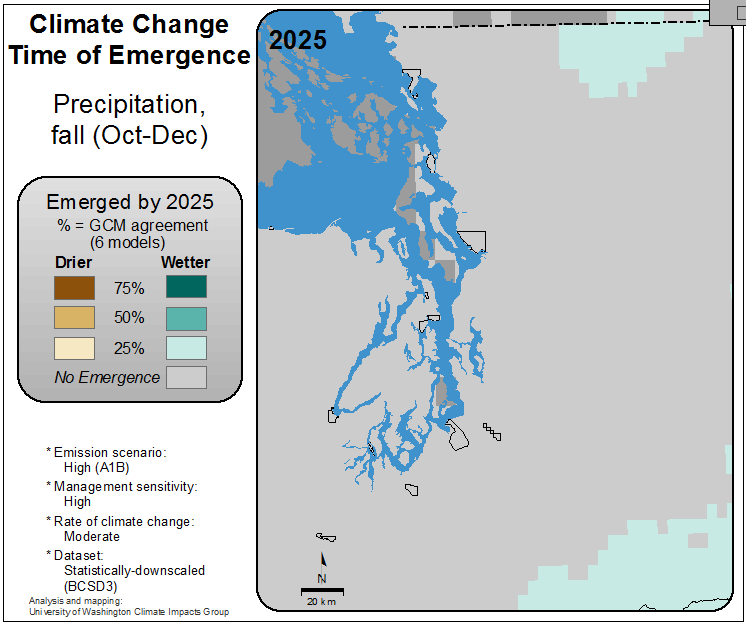 Climate Change
Time of Emergence
Precipitation,
fall (Oct-Dec)
Emerged by 2025
% = GCM agreement
(6 models)
Drier Wetter
75%
50%
25%
No Emergence
* Emission scenario:
High (A1B)
* Management sensitivity:
High
* Rate of climate change:
Moderate
* Dataset:
Statistically-downscaled
(BCSD3)
Analysis and mapping:
University of Washington Climate Impacts Group
2025
N
20 km